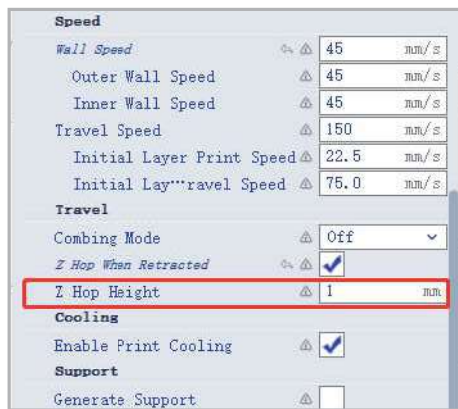 Speed
Wall Speed 45 mm/s
Outer Wall Speed 45 mm/s
Inner Wall Speed 45 mm/s
Travel Speed 150 mm/s
Initial Layer Print Speed 22.5 mm/s
Initial Lay···ravel Speed 75.0 mm/s
Travel
Combing Mode Off
Z Hop When Retracted
Z Hop Height 1 mm
Cooling
Enable Print Cooling
Support
Generate Support